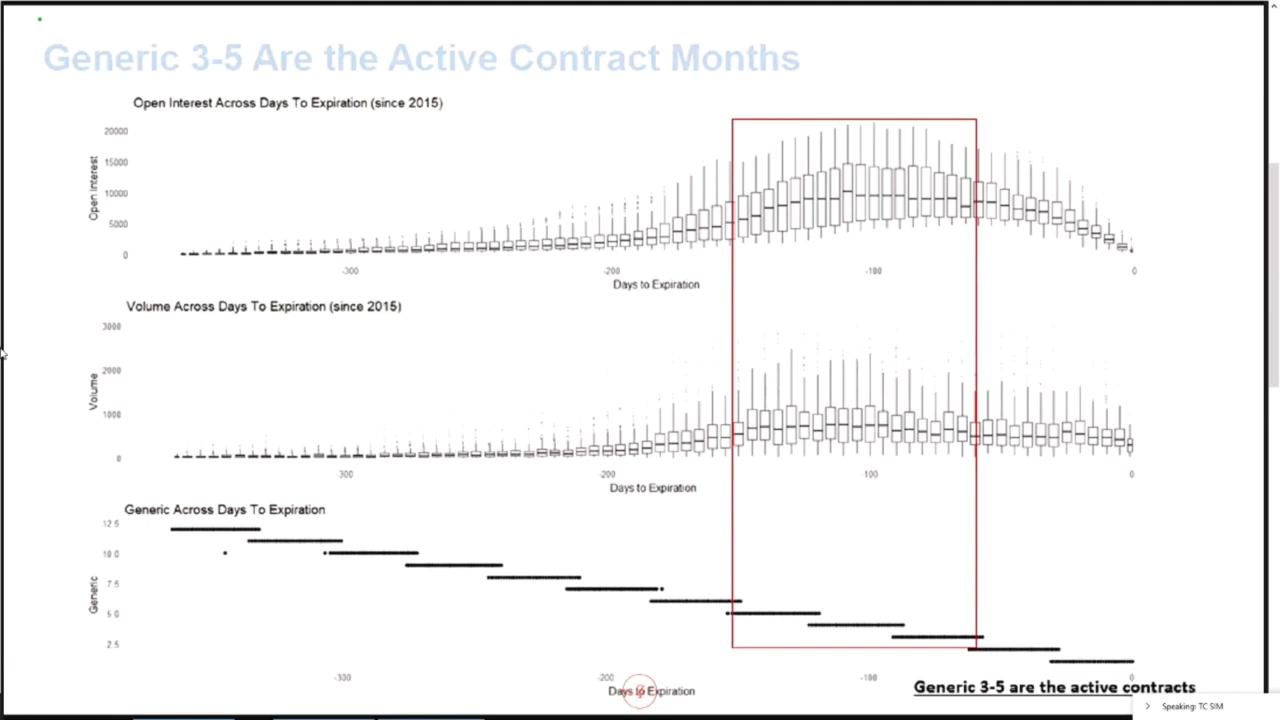 Generic 3-5 Are the Active Contract Months
Open Interest Across Days To Expiration (since 2015)
Open Interest
20000
15000
10000
5000
0
-300
-200
-100
0
Days to Expiration
Volume Across Days To Expiration (since 2015)
Volume
3000
2000
1000
0
-300
-200
-100
0
Days to Expiration
Generic Across Days To Expiration
Generic
12.5
10.0
7.5
5.0
2.5
-300
-200
-100
0
Days to Expiration
Generic 3-5 are the active contracts
Speaking: TC SIM